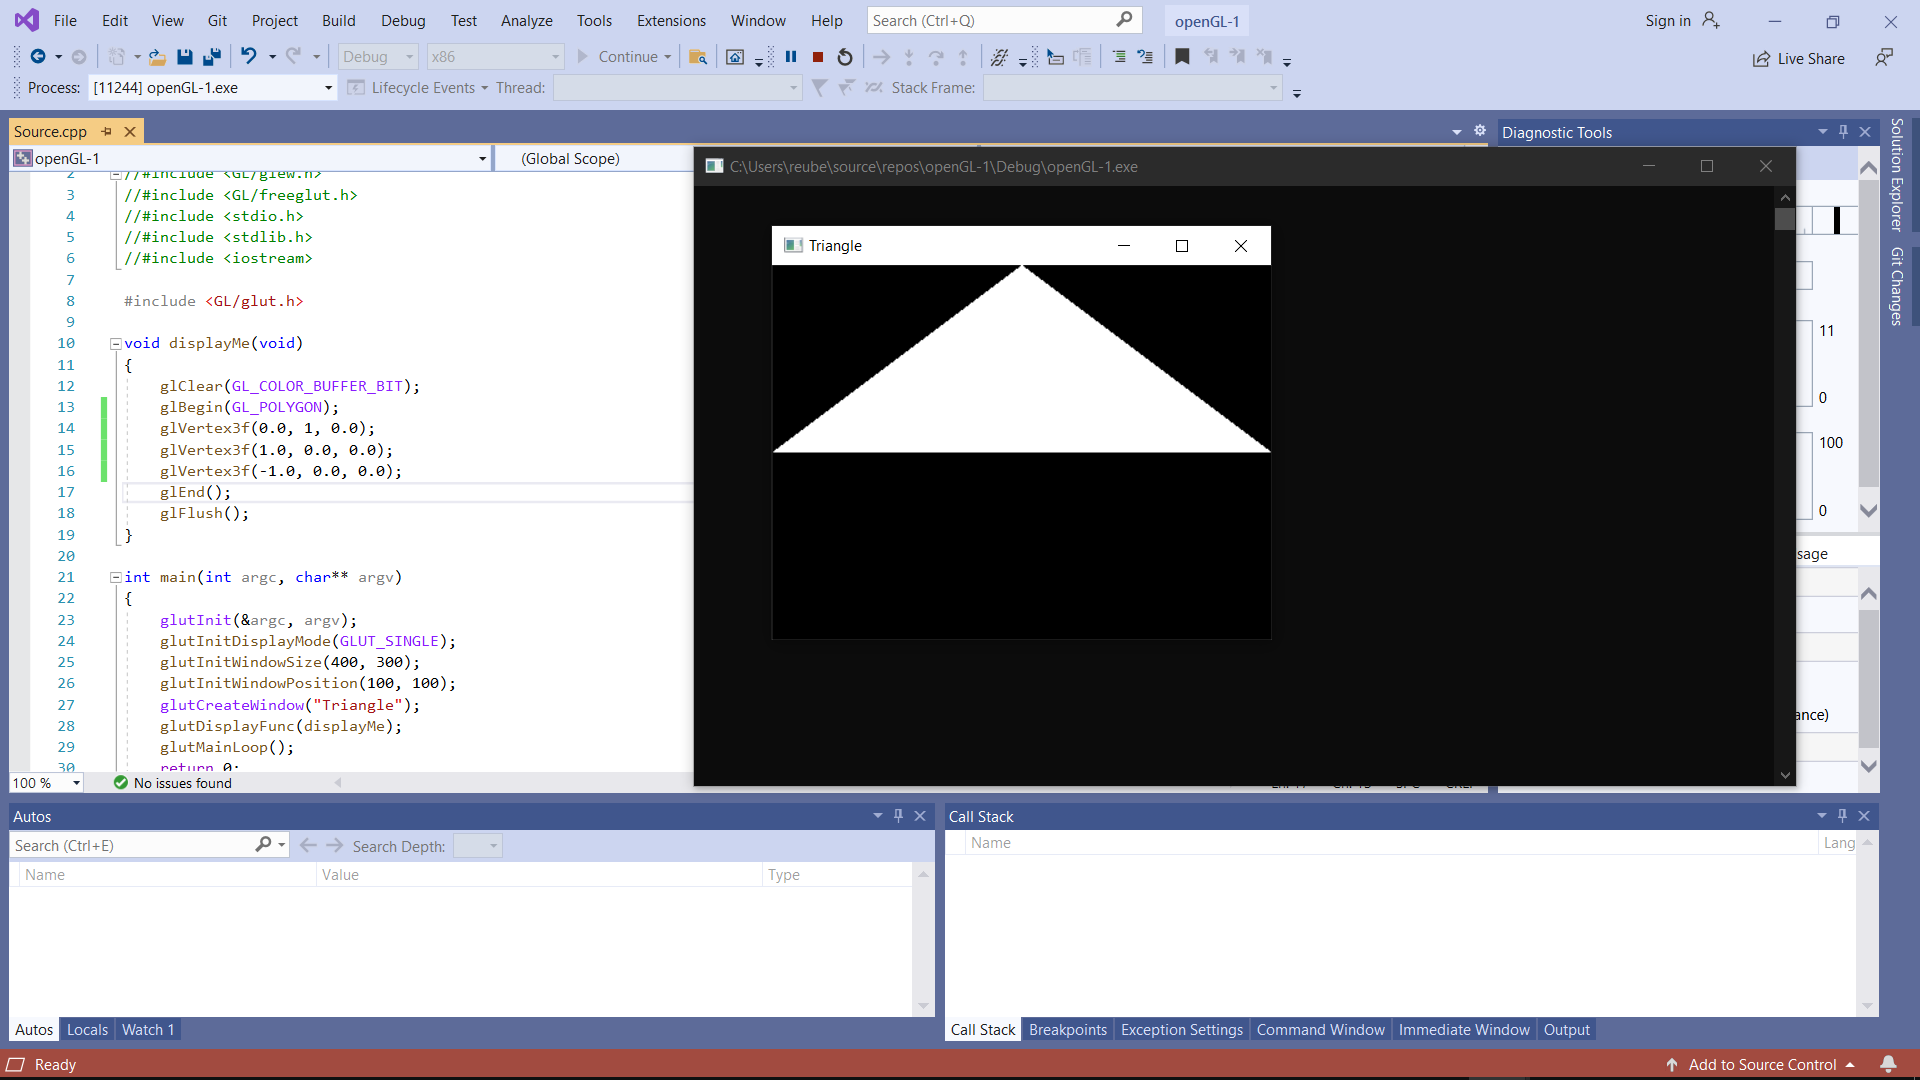 File Edit View Git Project Build Debug Test Analyze Tools Extensions Window Help Search (Ctrl+Q) openGL-1 Sign in
Debug x86 Continue Live Share
Process: [11244] openGL-1.exe Lifecycle Events Thread: Stack Frame:
Source.cpp
openGL-1 (Global Scope)
2 //#include <GL/glew.h>
3 //#include <GL/freeglut.h>
4 //#include <stdio.h>
5 //#include <stdlib.h>
6 //#include <iostream>
7
8 #include <GL/glut.h>
9
10 void displayMe(void)
11 {
12 glClear(GL_COLOR_BUFFER_BIT);
13 glBegin(GL_POLYGON);
14 glVertex3f(0.0, 1, 0.0);
15 glVertex3f(1.0, 0.0, 0.0);
16 glVertex3f(-1.0, 0.0, 0.0);
17 glEnd();
18 glFlush();
19 }
20
21 int main(int argc, char** argv)
22 {
23 glutInit(&argc, argv);
24 glutInitDisplayMode(GLUT_SINGLE);
25 glutInitWindowSize(400, 300);
26 glutInitWindowPosition(100, 100);
27 glutCreateWindow("Triangle");
28 glutDisplayFunc(displayMe);
29 glutMainLoop();
30 return 0;
100 % No issues found
C:\Users\reube\source\repos\openGL-1\Debug\openGL-1.exe
Triangle
Diagnostic Tools
11
0
100
0
sage
ance)
Solution Explorer
Git Changes
Autos
Search (Ctrl+E) Search Depth:
Name Value Type
Autos Locals Watch 1
Call Stack
Name Lang
Call Stack Breakpoints Exception Settings Command Window Immediate Window Output
Ready Add to Source Control